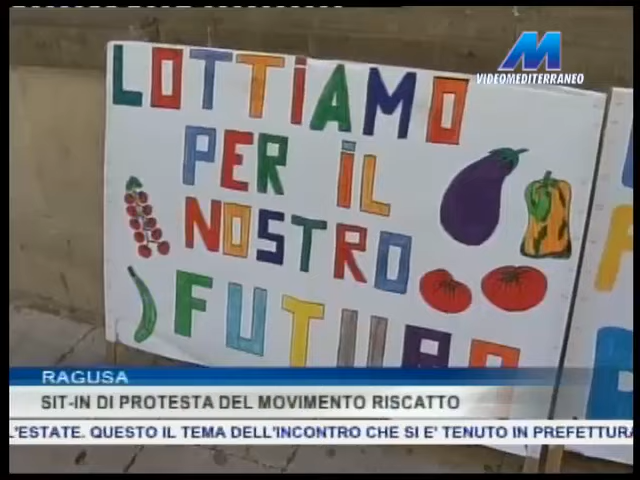 M
VIDEOMEDITERRANEO
LOTTIAMO
PER IL
NOSTRO
FUTURO
RAGUSA
SIT-IN DI PROTESTA DEL MOVIMENTO RISCATTO
L'ESTATE. QUESTO IL TEMA DELL'INCONTRO CHE SI E' TENUTO IN PREFETTURA